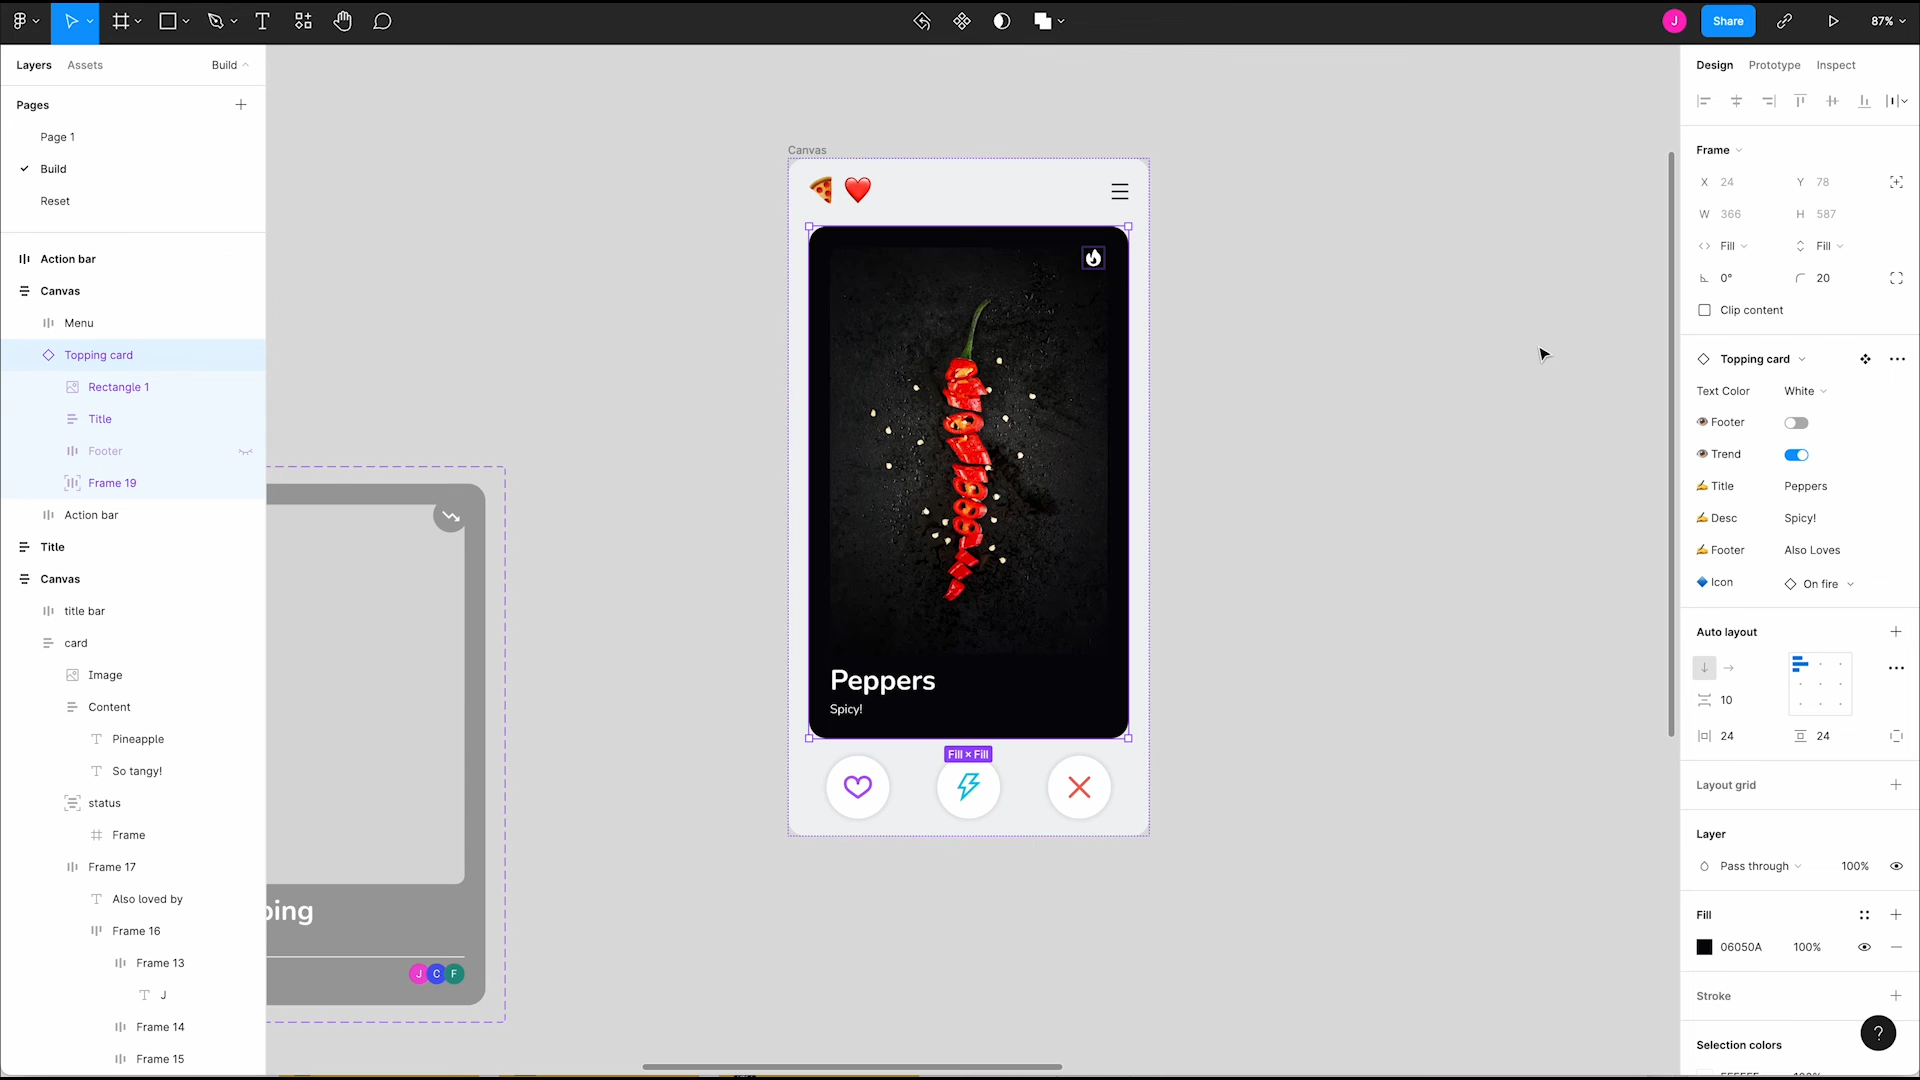 J
Share
87%
Layers
Assets
Build
Pages
Page 1
Build
Reset
Action bar
Canvas
Menu
Topping card
Rectangle 1
Title
Footer
Frame 19
Action bar
Title
Canvas
title bar
card
Image
Content
Pineapple
So tangy!
status
Frame
Frame 17
Also loved by
Frame 16
Frame 13
J
Frame 14
Frame 15
J
C
F
Canvas
Peppers
Spicy!
Fill × Fill
Design
Prototype
Inspect
Frame
X 24
Y 78
W 366
H 587
Fill
Fill
0°
20
Clip content
Topping card
Text Color
White
Footer
Trend
Title
Peppers
Desc
Spicy!
Footer
Also Loves
Icon
On fire
Auto layout
10
24
24
Layout grid
Layer
Pass through
100%
Fill
06050A
100%
Stroke
?
Selection colors